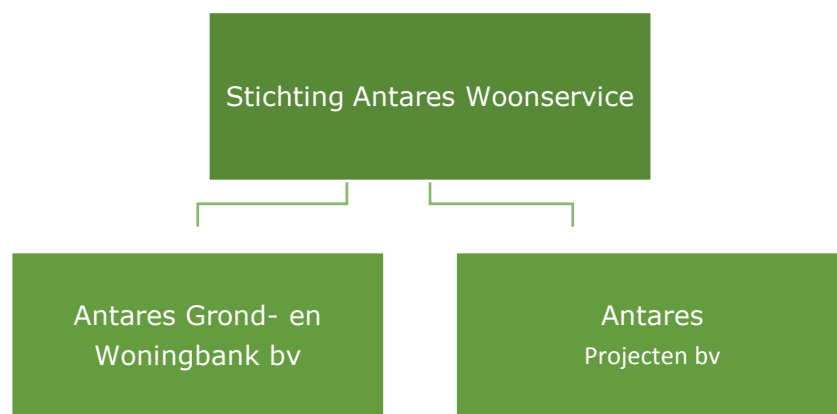 Stichting Antares Woonservice
Antares Grond- en
Woningbank bv
Antares
Projecten bv